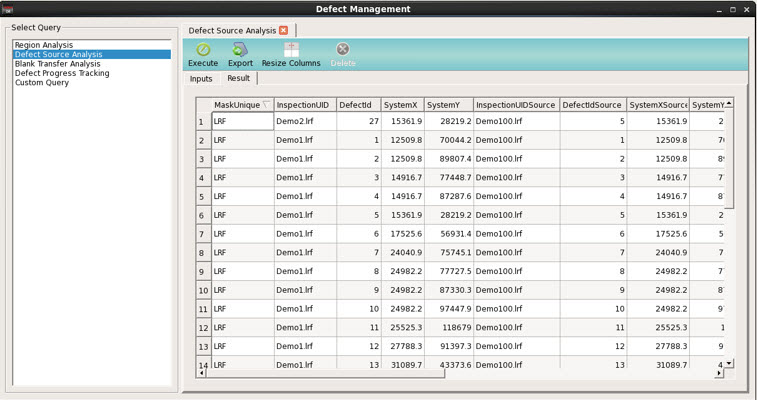 Defect Management
Select Query
Region Analysis
Defect Source Analysis
Blank Transfer Analysis
Defect Progress Tracking
Custom Query
Defect Source Analysis
Execute Export Resize Columns Delete
Inputs Result
MaskUnique InspectionUID DefectId SystemX SystemY InspectionUIDSource DefectIdSource SystemXSource SystemY
1 LRF Demo2.lrf 27 15361.9 28219.2 Demo100.lrf 5 15361.9 2
2 LRF Demo1.lrf 1 12509.8 70044.2 Demo100.lrf 1 12509.8 70
3 LRF Demo1.lrf 2 12509.8 89807.4 Demo100.lrf 2 12509.8 89
4 LRF Demo1.lrf 3 14916.7 77448.7 Demo100.lrf 3 14916.7 7
5 LRF Demo1.lrf 4 14916.7 87287.6 Demo100.lrf 4 14916.7 8
6 LRF Demo1.lrf 5 15361.9 28219.2 Demo100.lrf 5 15361.9 2
7 LRF Demo1.lrf 6 17525.6 56931.4 Demo100.lrf 6 17525.6 5
8 LRF Demo1.lrf 7 24040.9 75745.1 Demo100.lrf 7 24040.9 7
9 LRF Demo1.lrf 8 24982.2 77727.5 Demo100.lrf 8 24982.2 7
10 LRF Demo1.lrf 9 24982.2 87330.3 Demo100.lrf 9 24982.2 8
11 LRF Demo1.lrf 10 24982.2 97447.9 Demo100.lrf 10 24982.2 9
12 LRF Demo1.lrf 11 25525.3 118679 Demo100.lrf 11 25525.3 1
13 LRF Demo1.lrf 12 27788.3 91397.3 Demo100.lrf 12 27788.3 9
14 LRF Demo1.lrf 13 31089.7 43373.6 Demo100.lrf 13 31089.7 4